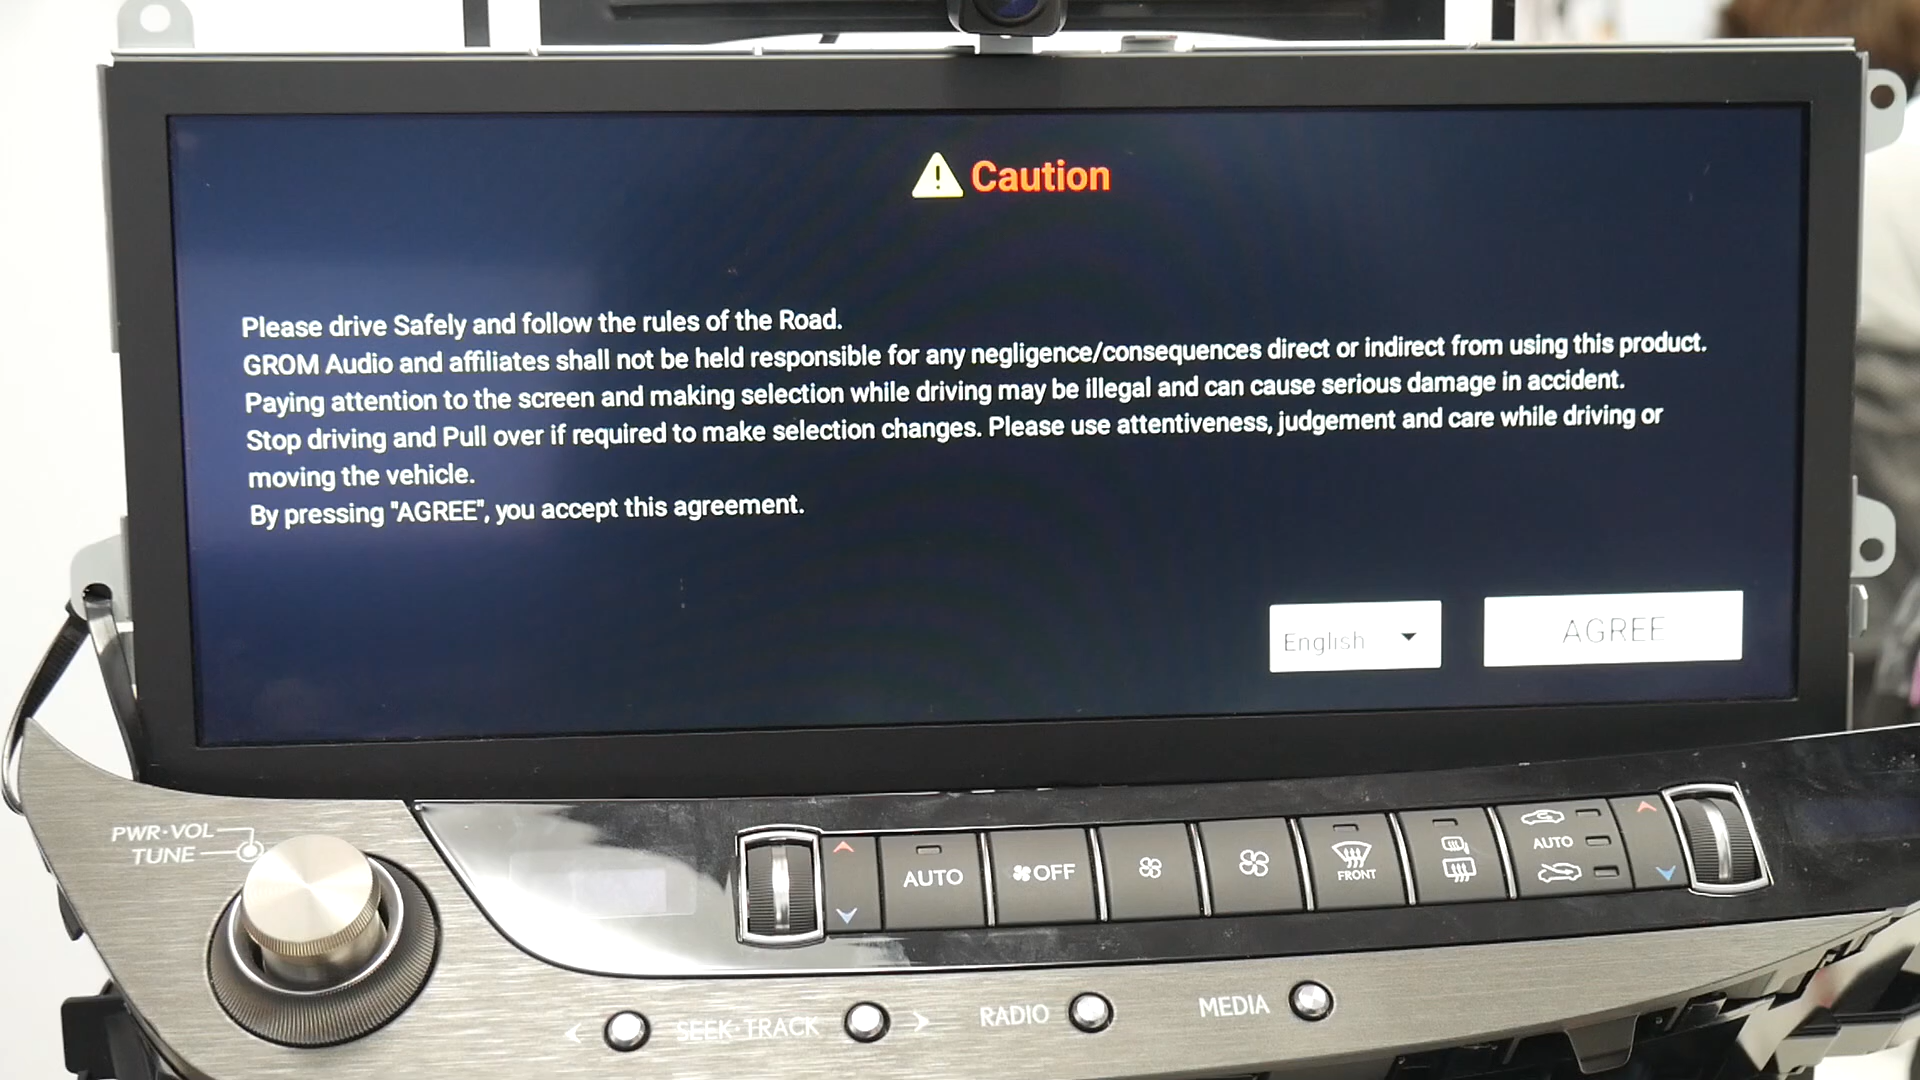 Caution
Please drive Safely and follow the rules of the Road.
GROM Audio and affiliates shall not be held responsible for any negligence/consequences direct or indirect from using this product.
Paying attention to the screen and making selection while driving may be illegal and can cause serious damage in accident.
Stop driving and Pull over if required to make selection changes. Please use attentiveness, judgement and care while driving or
moving the vehicle.
By pressing "AGREE", you accept this agreement.
English
AGREE
PWR·VOL
TUNE
AUTO
OFF
FRONT
AUTO
SEEK·TRACK
RADIO
MEDIA